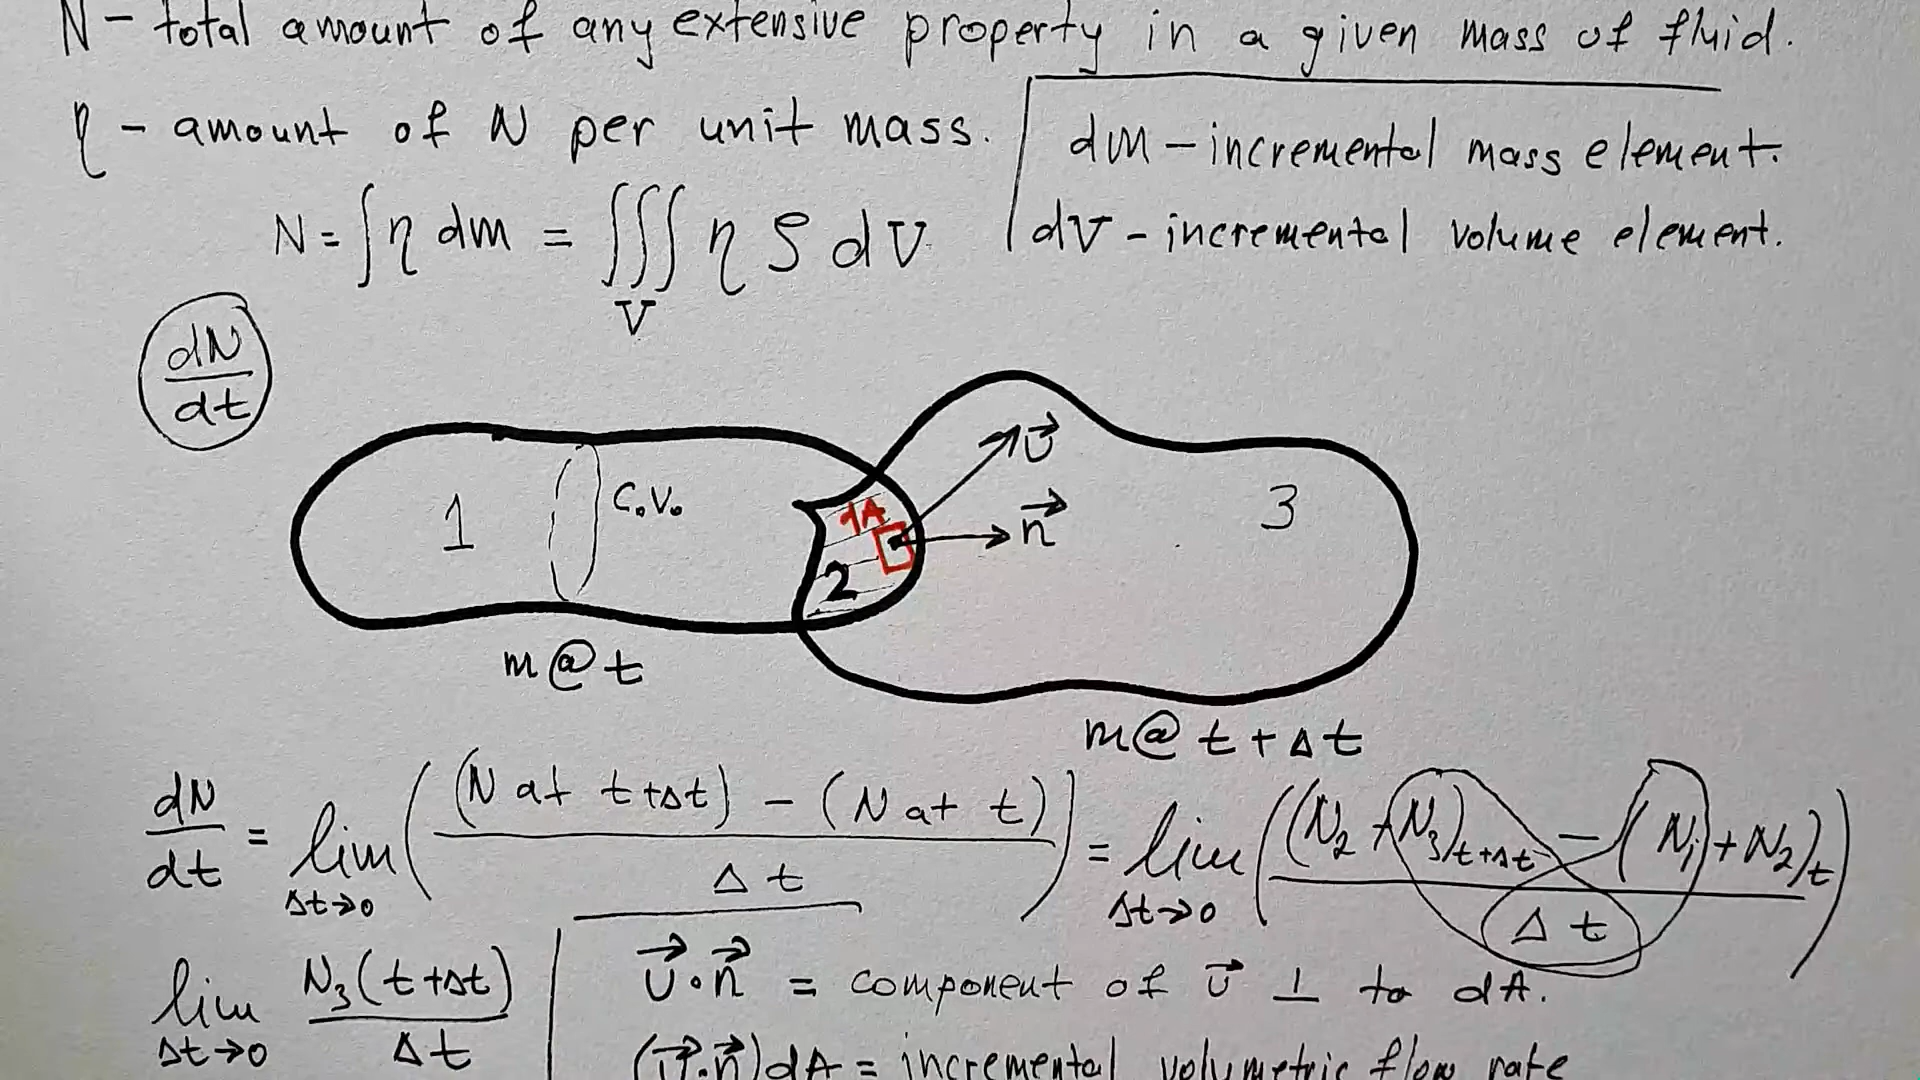 N - total amount of any extensive property in a given mass of fluid.
η - amount of N per unit mass.
dm - incremental mass element.
dV - incremental volume element.
N = ∫ η dm = ∭ η ρ dV
V
dN/dt
1
C.V.
dA
2
v⃗
n⃗
3
m @ t
m @ t + Δt
dN/dt = lim Δt→0 ( ((N at t+Δt) - (N at t)) / Δt ) = lim Δt→0 ( ((N₂ + N₃)t+Δt - (N₁ + N₂)t) / Δt )
lim Δt→0 N₃(t+Δt) / Δt
v⃗ · n⃗ = component of v⃗ ⊥ to dA.
(v⃗ · n⃗) dA = incremental volumetric flow rate